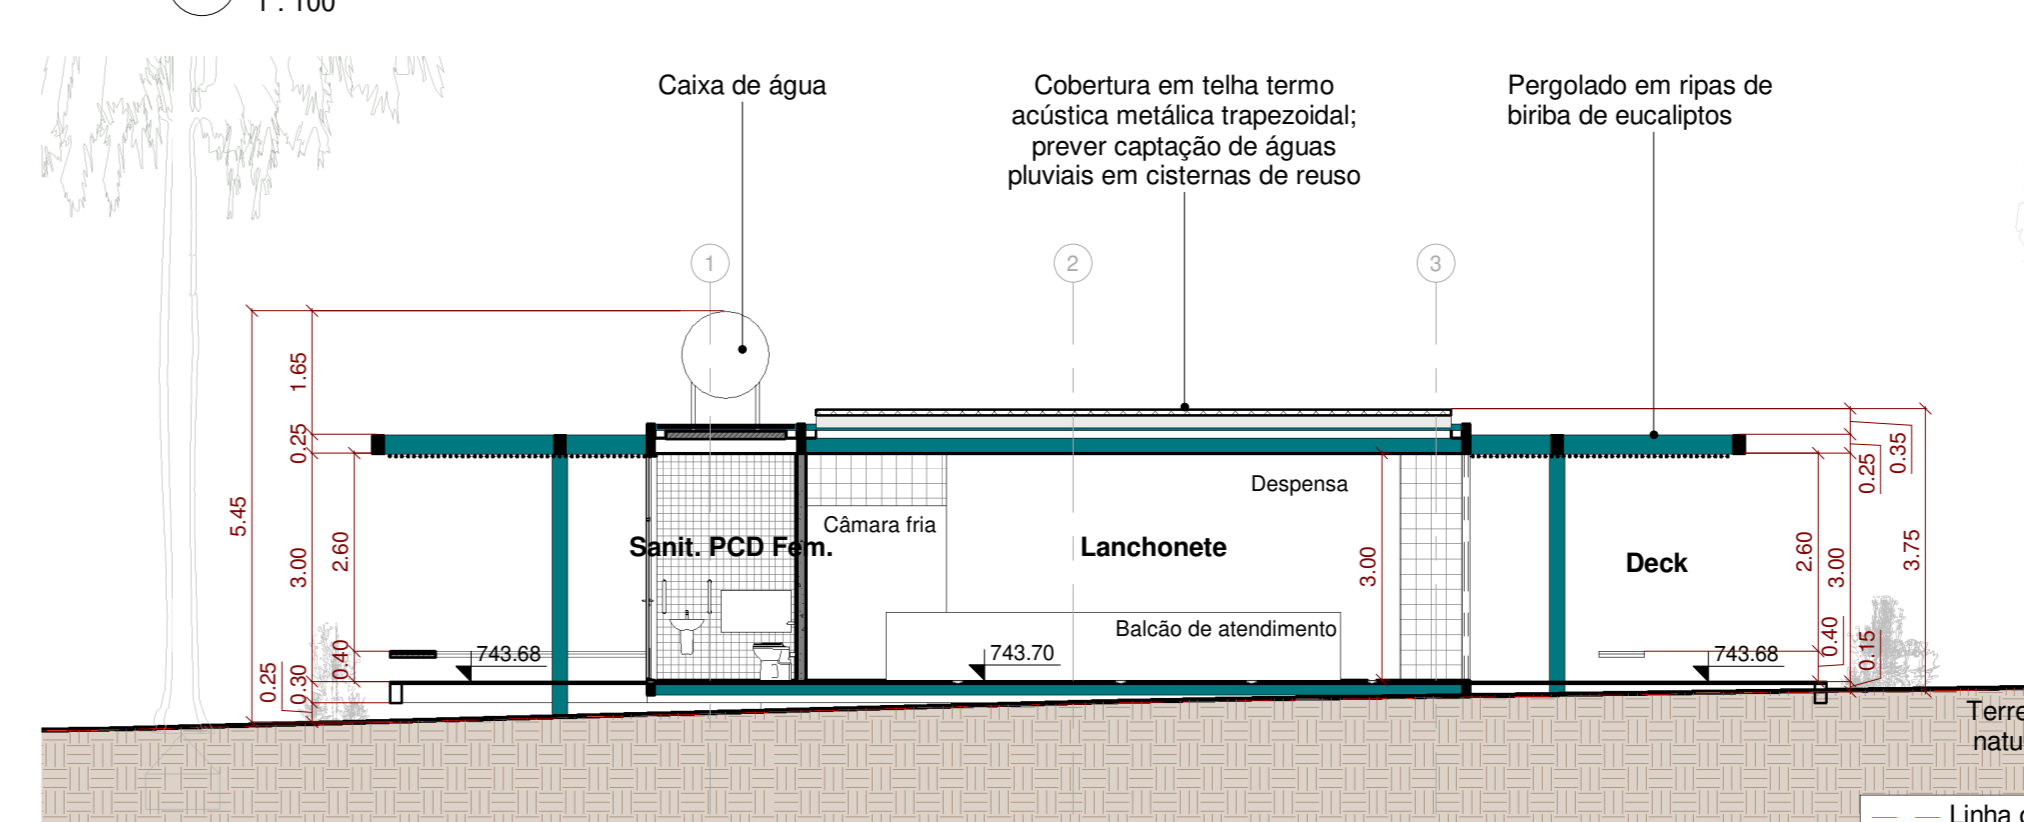 1 : 100
Caixa de água
Cobertura em telha termo
acústica metálica trapezoidal;
prever captação de águas
pluviais em cisternas de reuso
Pergolado em ripas de
biriba de eucaliptos
1
2
3
1.65
0.25
5.45
3.00
2.60
0.40
0.30
0.25
743.68
Sanit. PCD Fem.
Câmara fria
Lanchonete
Despensa
3.00
Balcão de atendimento
743.70
Deck
743.68
2.60
3.00
3.75
0.25
0.35
0.40
0.15
Terre
natu
Linha